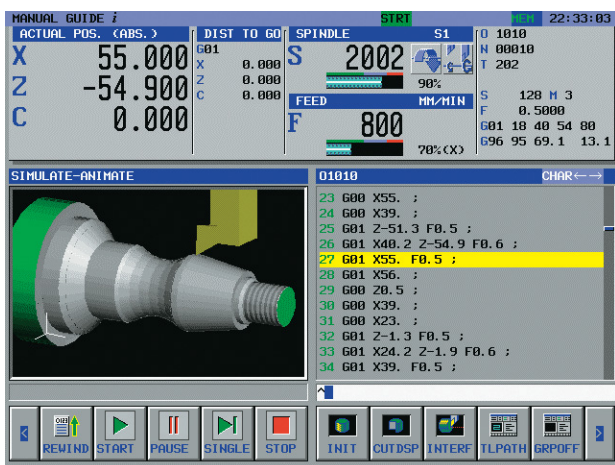 MANUAL GUIDE i STRT MEM 22:33:03
ACTUAL POS. (ABS.) DIST TO GO SPINDLE S1 O 1010
X 55.000 G01 X 0.000 S 2002 N 00010
T 202
Z -54.900 Z 0.000 90%
C 0.000 C 0.000 FEED MM/MIN S 128 M 3
F 0.5000
F 800 G01 18 40 54 80
70%(X) G96 95 69.1 13.1
SIMULATE-ANIMATE O1010 CHAR←→
23 G00 X55. ;
24 G00 X39. ;
25 G01 Z-51.3 F0.5 ;
26 G01 X40.2 Z-54.9 F0.6 ;
27 G01 X55. F0.5 ;
28 G01 X56. ;
29 G00 Z0.5 ;
30 G00 X39. ;
31 G00 X23. ;
32 G01 Z-1.3 F0.5 ;
33 G01 X24.2 Z-1.9 F0.6 ;
34 G01 X39. F0.5 ;
REWIND START PAUSE SINGLE STOP INIT CUTDSP INTERF TLPATH GRPOFF